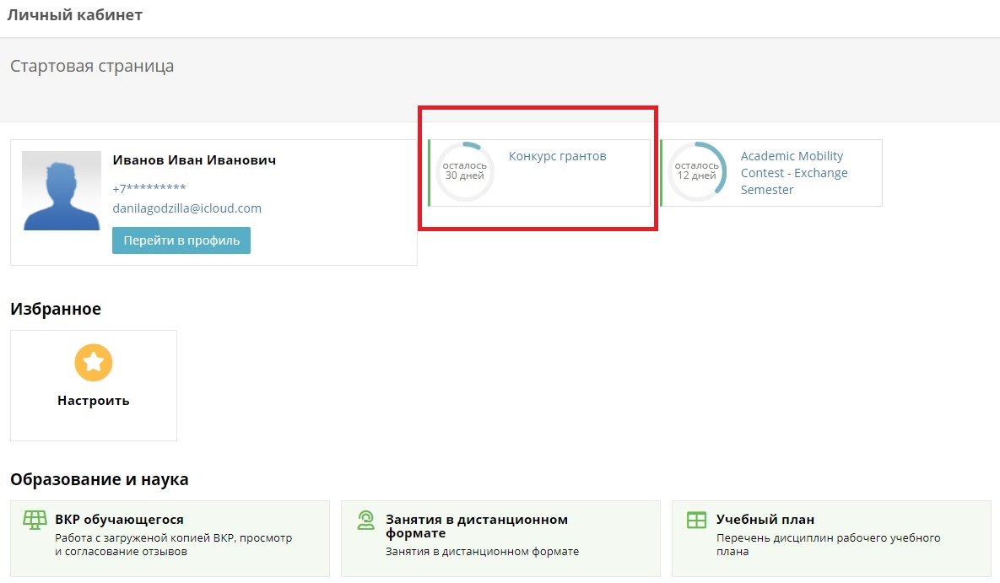 Личный кабинет
Стартовая страница
Иванов Иван Иванович
+7*********
danilagodzilla@icloud.com
Перейти в профиль
осталось
30 дней
Конкурс грантов
осталось
12 дней
Academic Mobility
Contest - Exchange
Semester
Избранное
Настроить
Образование и наука
ВКР обучающегося
Работа с загруженой копией ВКР, просмотр
и согласование отзывов
Занятия в дистанционном
формате
Занятия в дистанционном формате
Учебный план
Перечень дисциплин рабочего учебного
плана